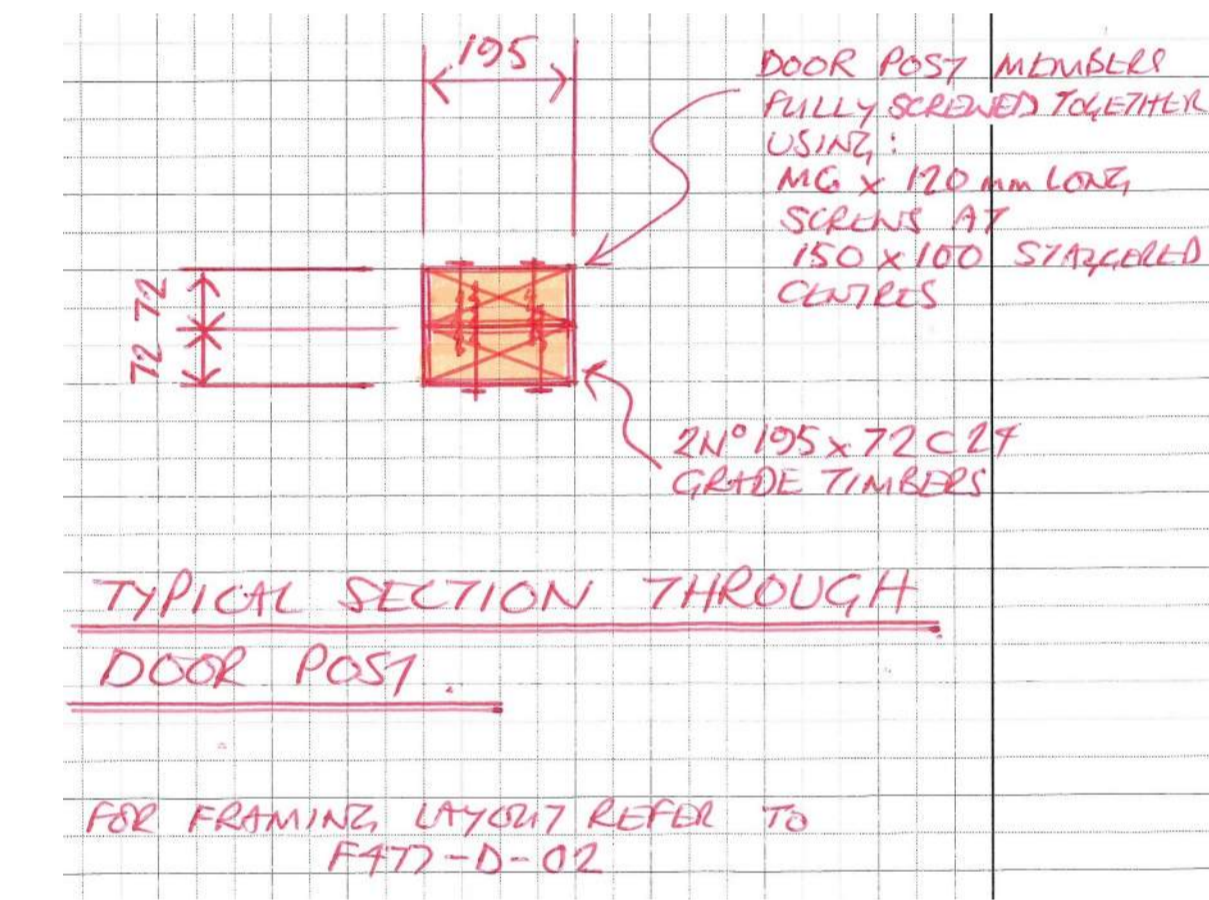 195
DOOR POST MEMBERS
FULLY SCREWED TOGETHER
USING:
M6 x 120 mm LONG
SCREWS AT
150 x 100 STAGGERED
CENTRES
72 72
2Nº 195 x 72 C24
GRADE TIMBERS
TYPICAL SECTION THROUGH
DOOR POST.
FOR FRAMING LAYOUT REFER TO
F477-D-02